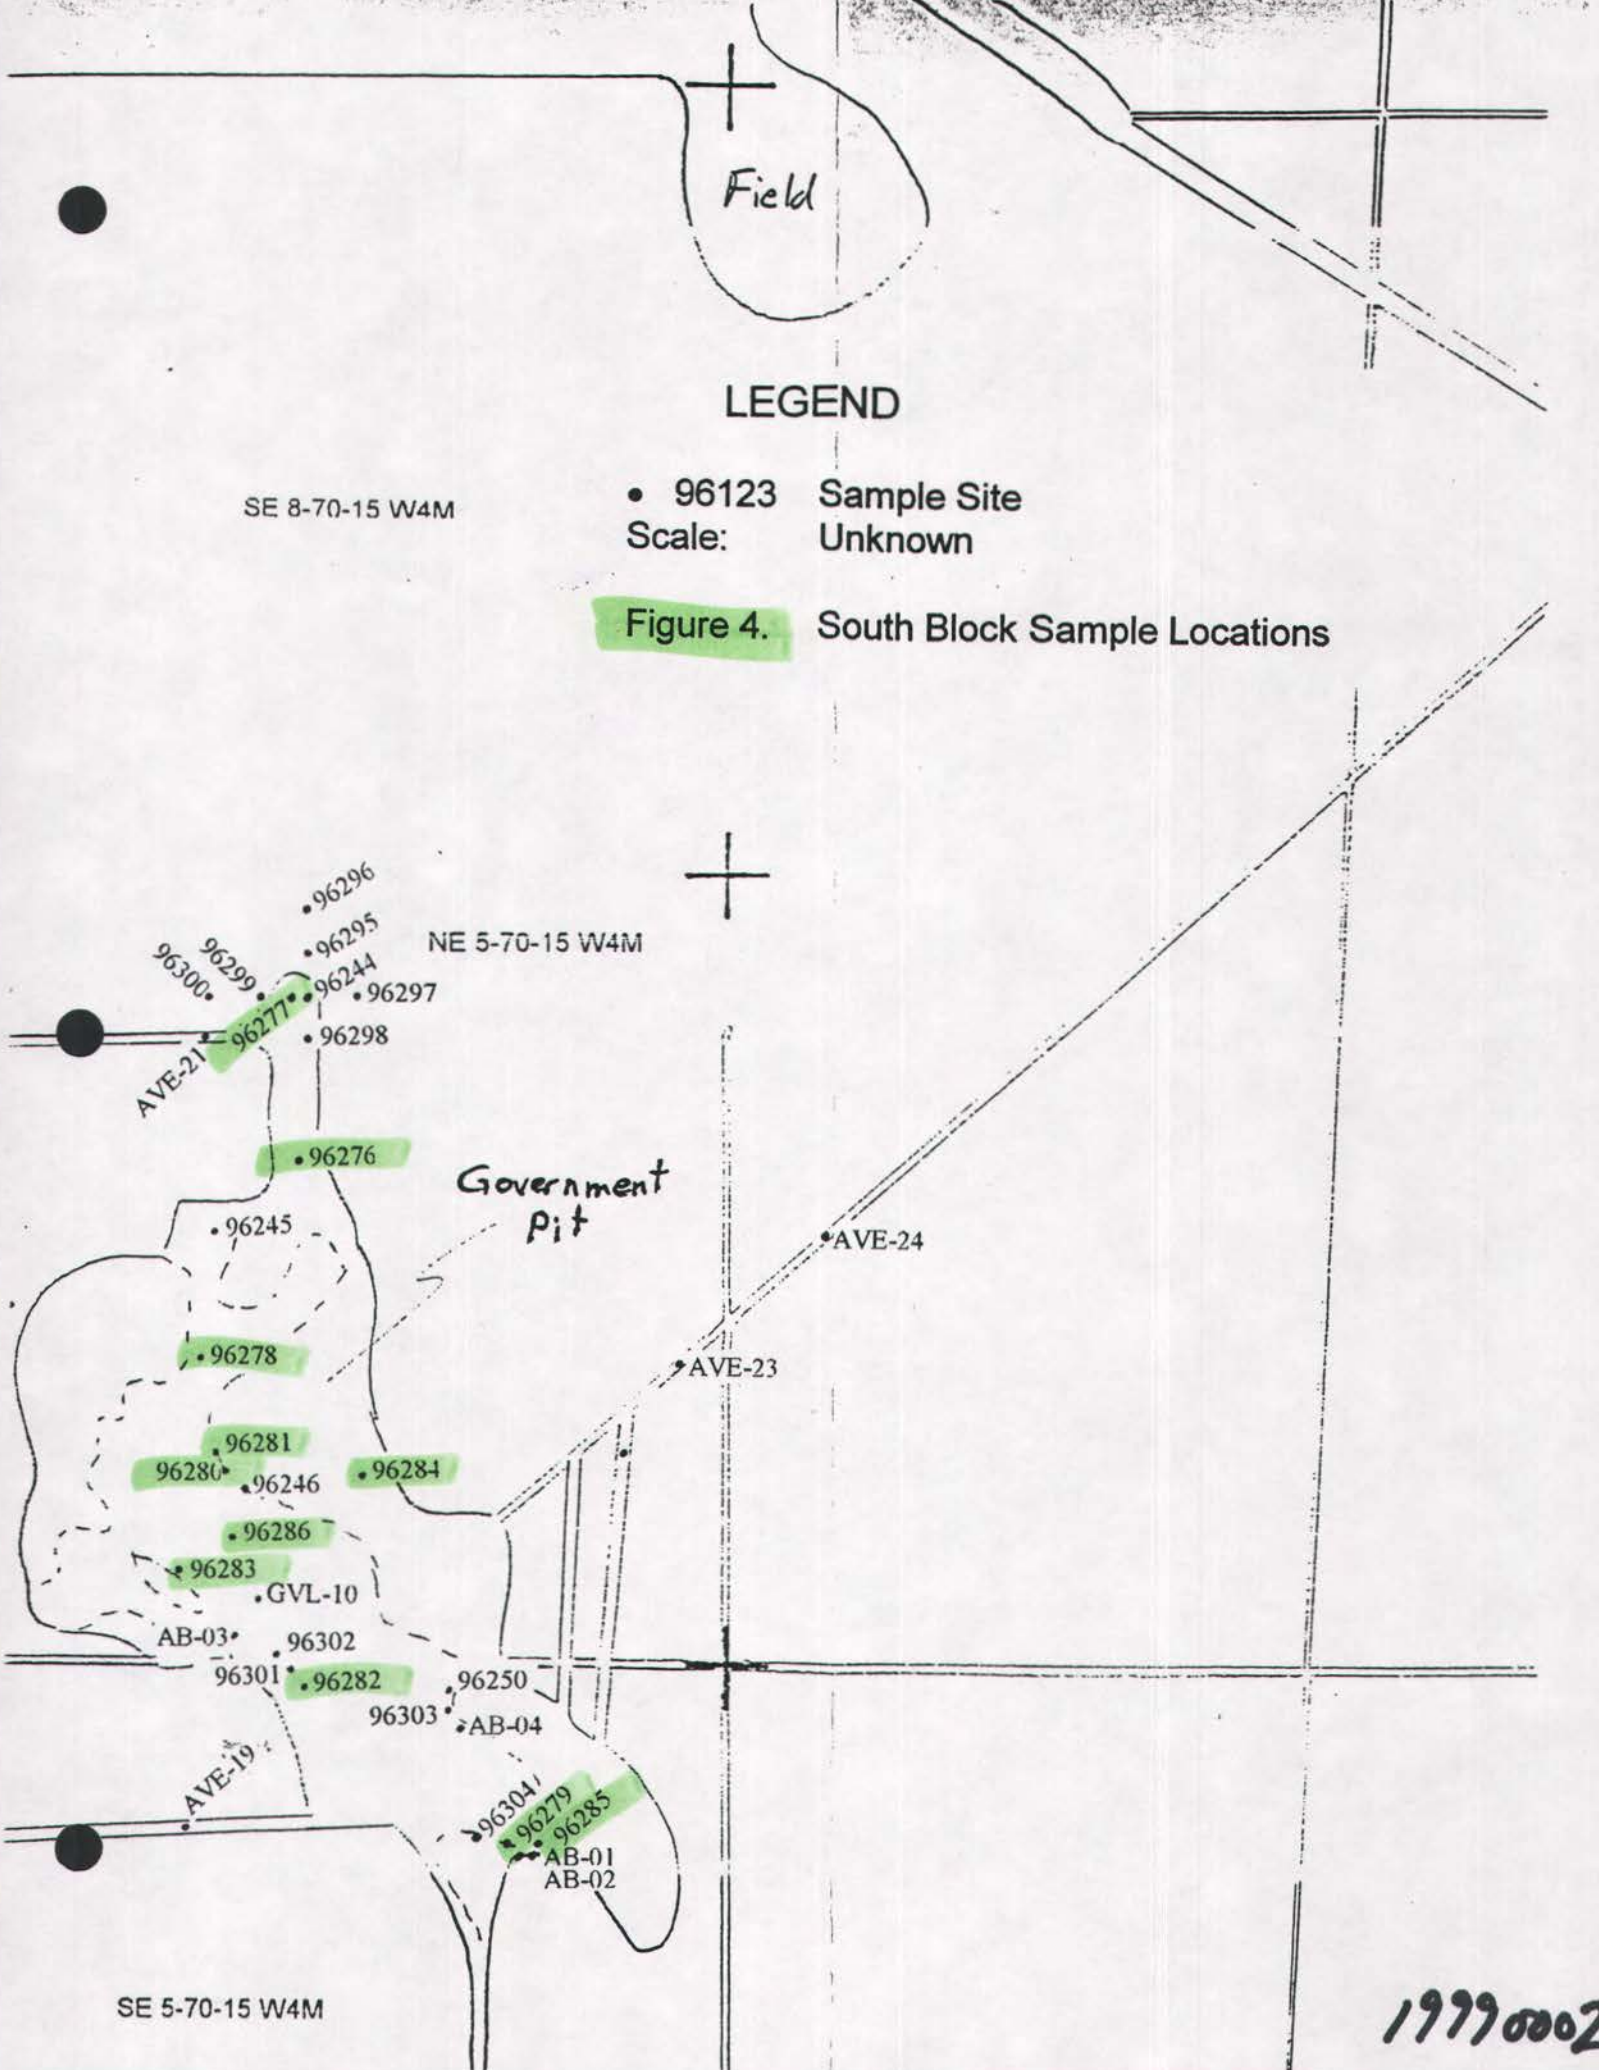 Field
LEGEND
• 96123 Sample Site
Scale: Unknown
SE 8-70-15 W4M
Figure 4. South Block Sample Locations
96296
96295
NE 5-70-15 W4M
96299
96300
96244
96297
96277
96298
AVE-21
96276
Government
Pit
96245
AVE-24
96278
AVE-23
96281
96280
96284
96246
96286
96283
GVL-10
AB-03
96302
96301
96282
96250
96303
AB-04
AVE-19
96304
96279
96285
AB-01
AB-02
SE 5-70-15 W4M
19990002